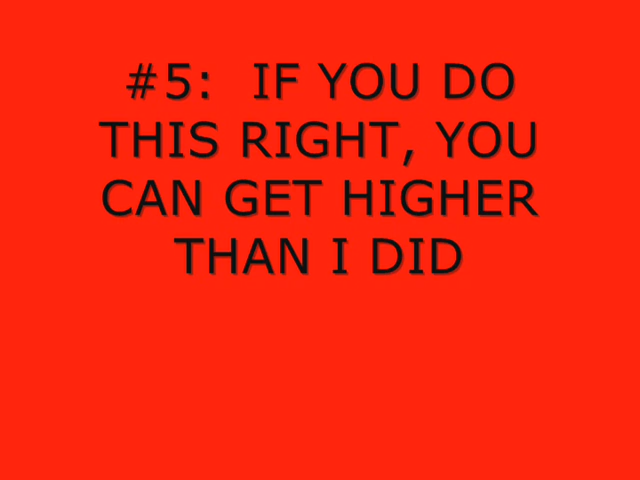 #5:  IF YOU DO
THIS RIGHT, YOU
CAN GET HIGHER
THAN I DID